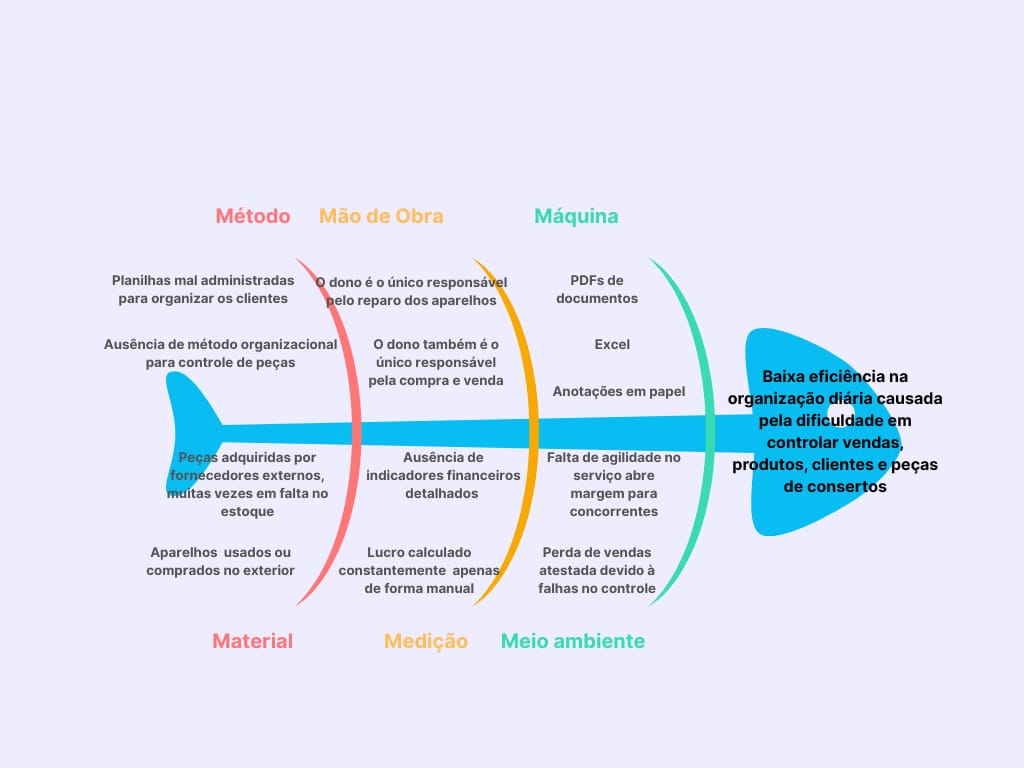 Método
Mão de Obra
Máquina
Planilhas mal administradas
para organizar os clientes
Ausência de método organizacional
para controle de peças
O dono é o único responsável
pelo reparo dos aparelhos
O dono também é o
único responsável
pela compra e venda
PDFs de
documentos
Excel
Anotações em papel
Baixa eficiência na
organização diária causada
pela dificuldade em
controlar vendas,
produtos, clientes e peças
de consertos
Peças adquiridas por
fornecedores externos,
muitas vezes em falta no
estoque
Aparelhos  usados ou
comprados no exterior
Ausência de
indicadores financeiros
detalhados
Lucro calculado
constantemente  apenas
de forma manual
Falta de agilidade no
serviço abre
margem para
concorrentes
Perda de vendas
atestada devido à
falhas no controle
Material
Medição
Meio ambiente